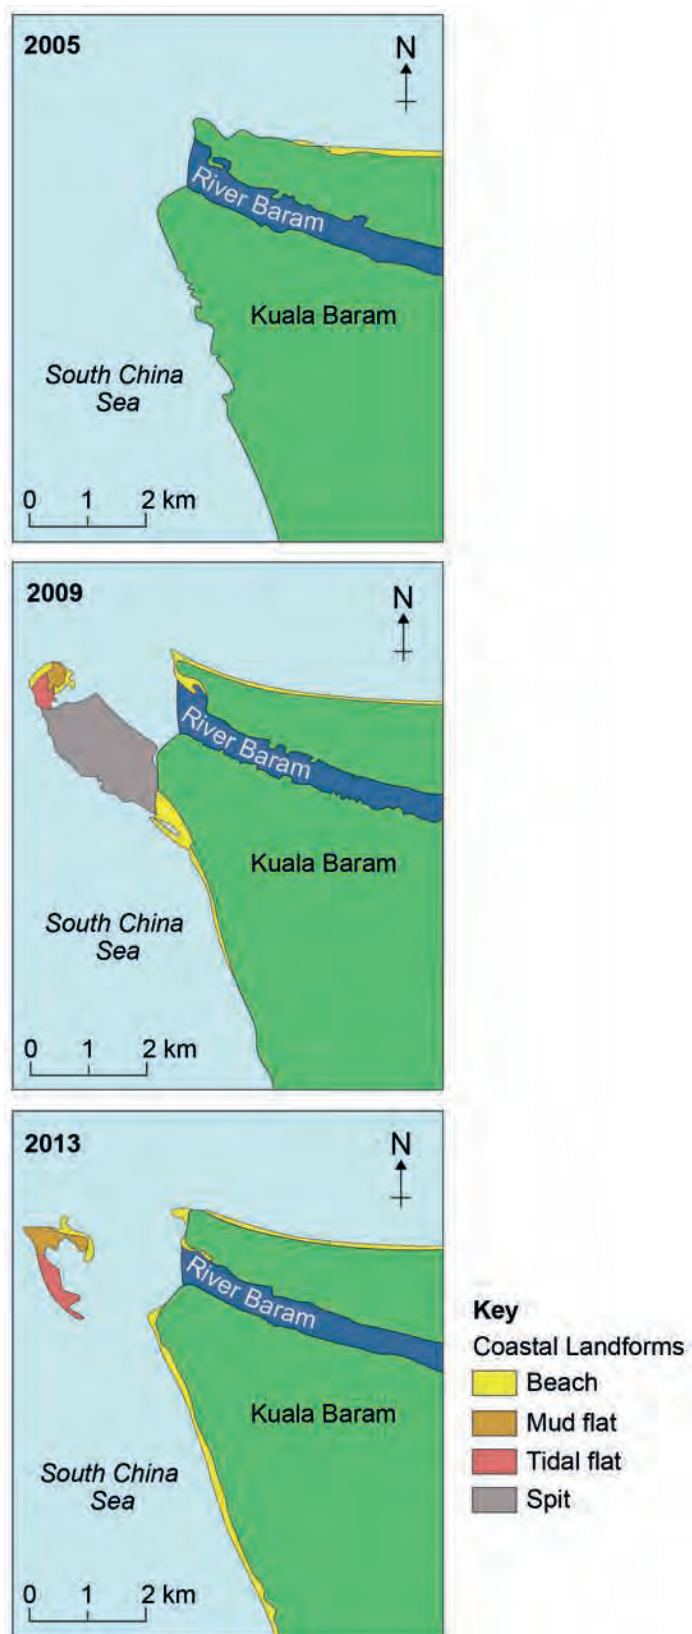 2005
N
River Baram
Kuala Baram
South China
Sea
0 1 2 km
2009
N
River Baram
Kuala Baram
South China
Sea
0 1 2 km
2013
N
River Baram
Kuala Baram
South China
Sea
0 1 2 km
Key
Coastal Landforms
Beach
Mud flat
Tidal flat
Spit